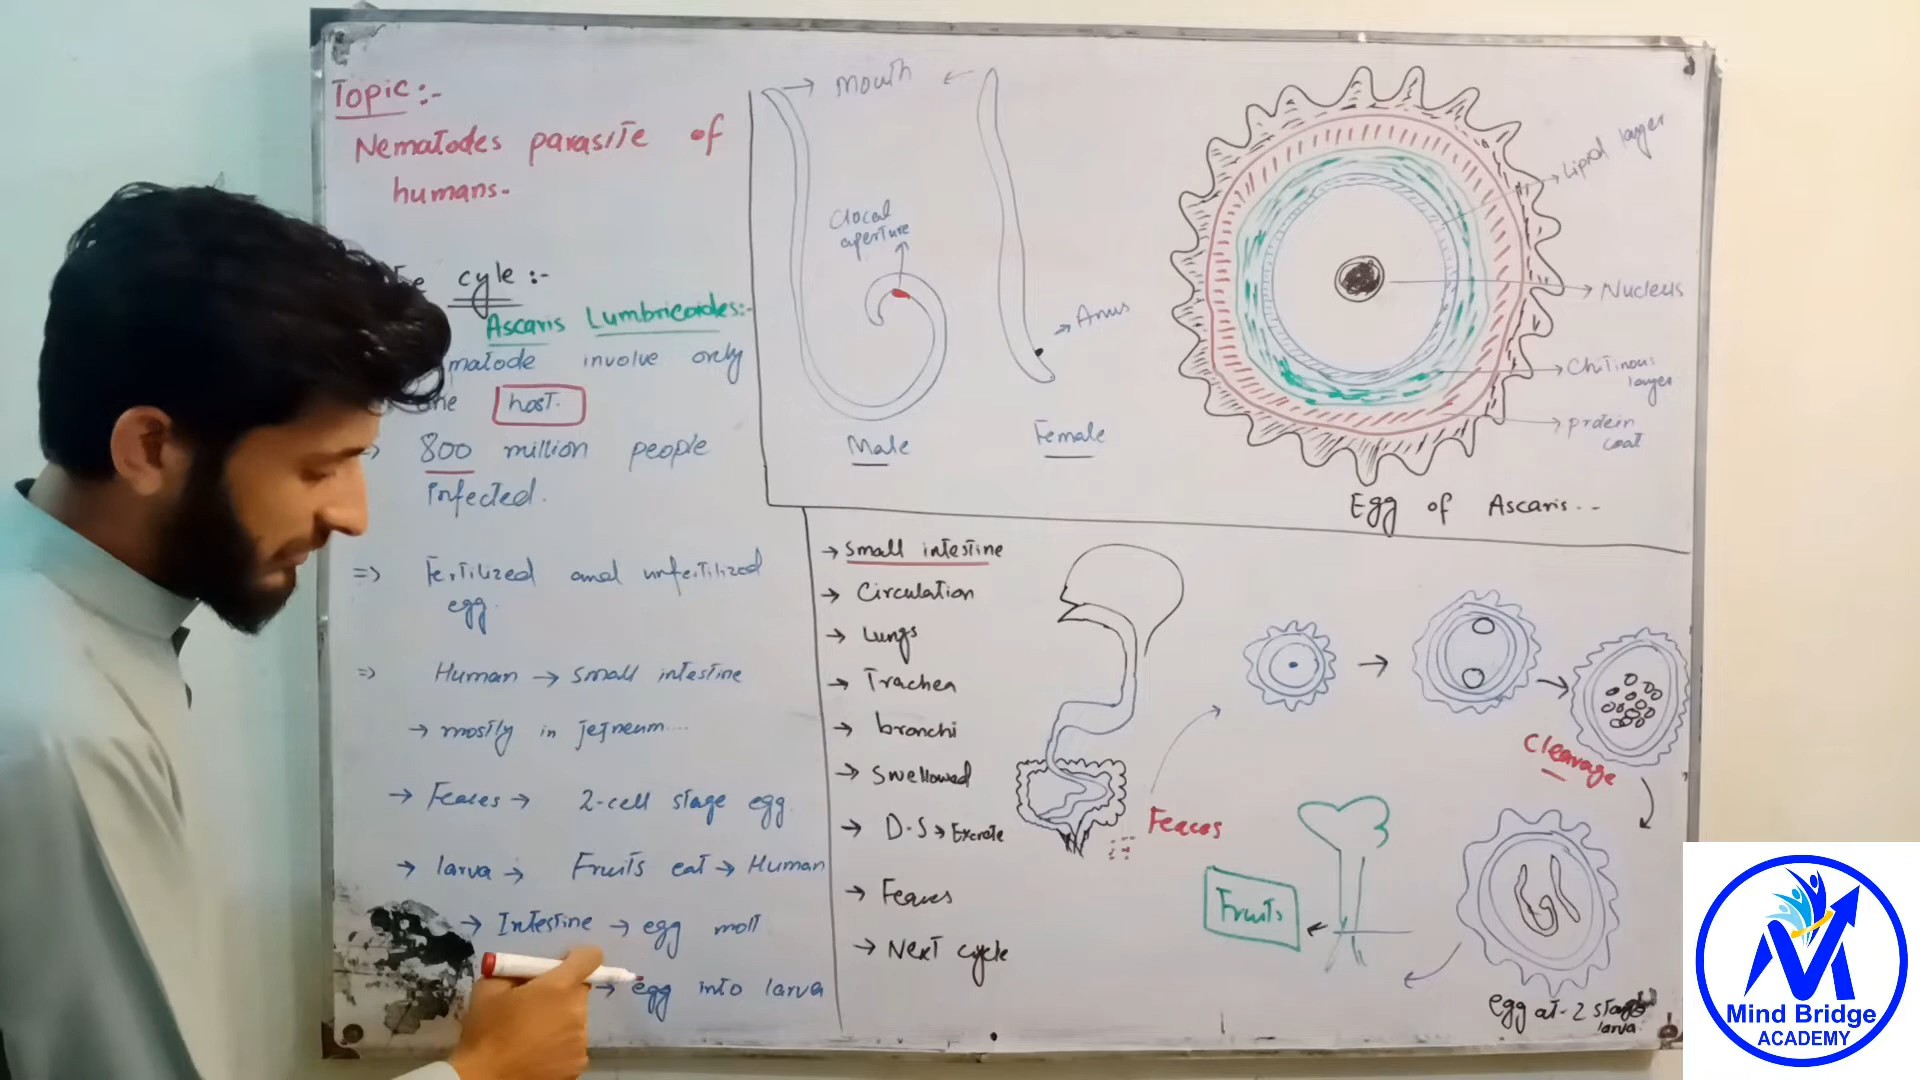 Topic:-
Nematodes parasite of
humans.
cyle :-
Ascaris Lumbricoides:-
matode involve only
one host.
800 million people
infected.
=> Fertilized and unfertilized
egg.
=> Human → small intestine
→ mostly in jejneum....
→ Feaces → 2-cell stage egg.
→ larva → Fruits eat → Human
→ Intestine → egg molt
→ egg into larva
Mouth
Clocal
aperture
Anus
Male
Female
Lipid layer
Nucleus
Chitinous
layer
protein
coat
Egg of Ascaris...
→ Small intestine
→ Circulation
→ Lungs
→ Trachea
→ bronchi
→ Swellowed
→ D.S → Excrete
→ Feaces
→ Next cycle
Feaces
Cleavage
Fruits
egg at-2 stage
larva
Mind Bridge
ACADEMY